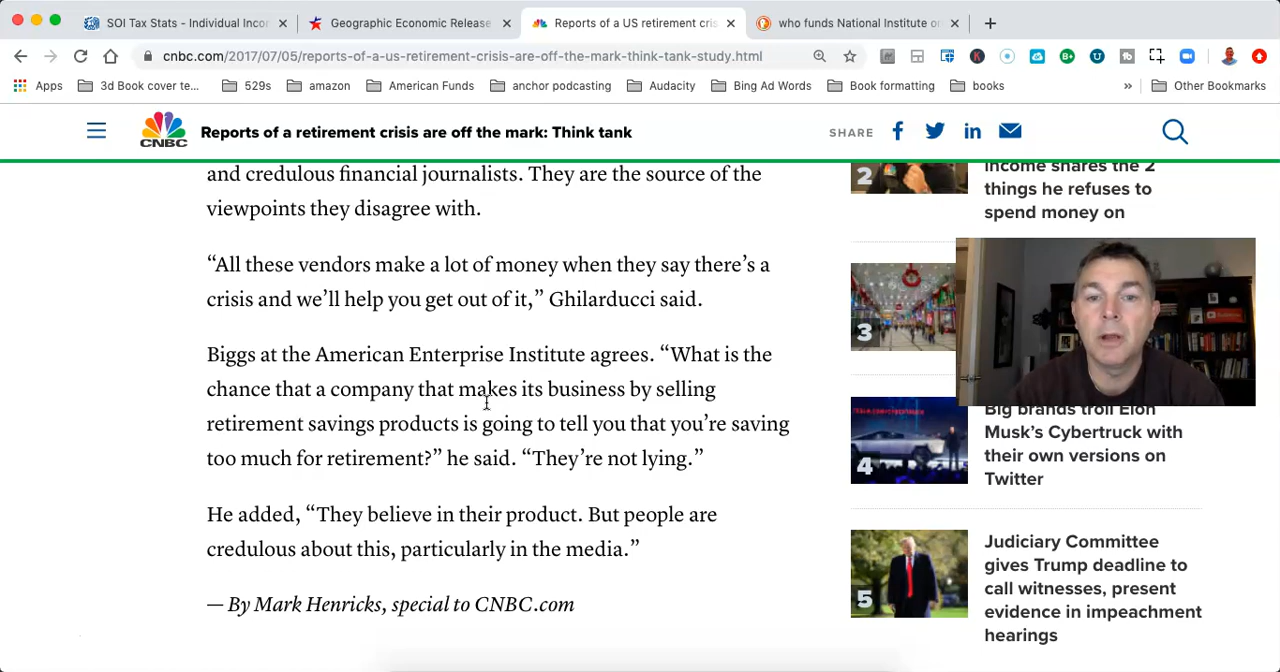 SOI Tax Stats - Individual Incor
Geographic Economic Release
Reports of a US retirement cris
who funds National Institute o
cnbc.com/2017/07/05/reports-of-a-us-retirement-crisis-are-off-the-mark-think-tank-study.html
Apps
3d Book cover te...
529s
amazon
American Funds
anchor podcasting
Audacity
Bing Ad Words
Book formatting
books
»
Other Bookmarks
CNBC
Reports of a retirement crisis are off the mark: Think tank
SHARE
and credulous financial journalists. They are the source of the
viewpoints they disagree with.
“All these vendors make a lot of money when they say there’s a
crisis and we’ll help you get out of it,” Ghilarducci said.
Biggs at the American Enterprise Institute agrees. “What is the
chance that a company that makes its business by selling
retirement savings products is going to tell you that you’re saving
too much for retirement?” he said. “They’re not lying.”
He added, “They believe in their product. But people are
credulous about this, particularly in the media.”
— By Mark Henricks, special to CNBC.com
2
income shares the 2
things he refuses to
spend money on
3
4
Big brands troll Elon
Musk’s Cybertruck with
their own versions on
Twitter
5
Judiciary Committee
gives Trump deadline to
call witnesses, present
evidence in impeachment
hearings